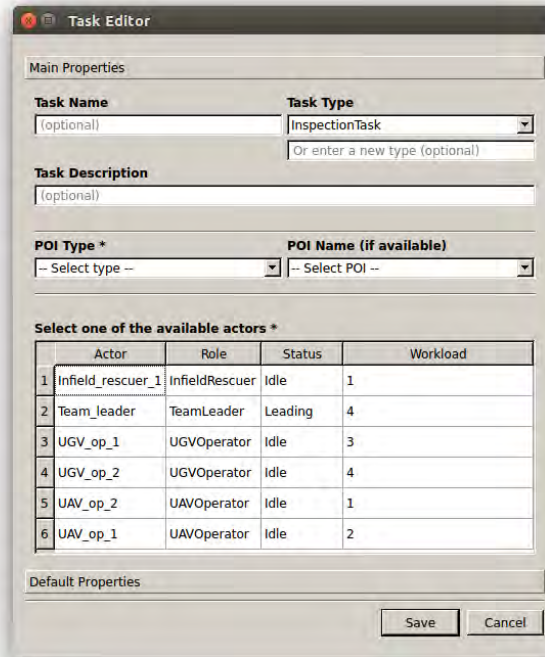 Task Editor
Main Properties
Task Name Task Type
(optional) InspectionTask
Or enter a new type (optional)
Task Description
(optional)
POI Type * POI Name (if available)
-- Select type -- -- Select POI --
Select one of the available actors *
Actor Role Status Workload
1 Infield_rescuer_1 InfieldRescuer Idle 1
2 Team_leader TeamLeader Leading 4
3 UGV_op_1 UGVOperator Idle 3
4 UGV_op_2 UGVOperator Idle 4
5 UAV_op_2 UAVOperator Idle 1
6 UAV_op_1 UAVOperator Idle 2
Default Properties
Save Cancel